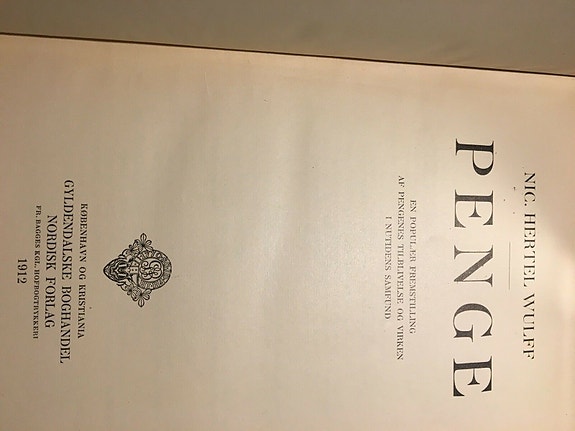 NIC. HERTEL WULFF
PENGE
EN POPULÆR FREMSTILLING
AF PENGENES TILBLIVELSE OG VIRKEN
I NUTIDENS SAMFUND
KØBENHAVN OG KRISTIANIA
GYLDENDALSKE BOGHANDEL
NORDISK FORLAG
FR. BAGGES KGL. HOFBOGTRYKKERI
1912